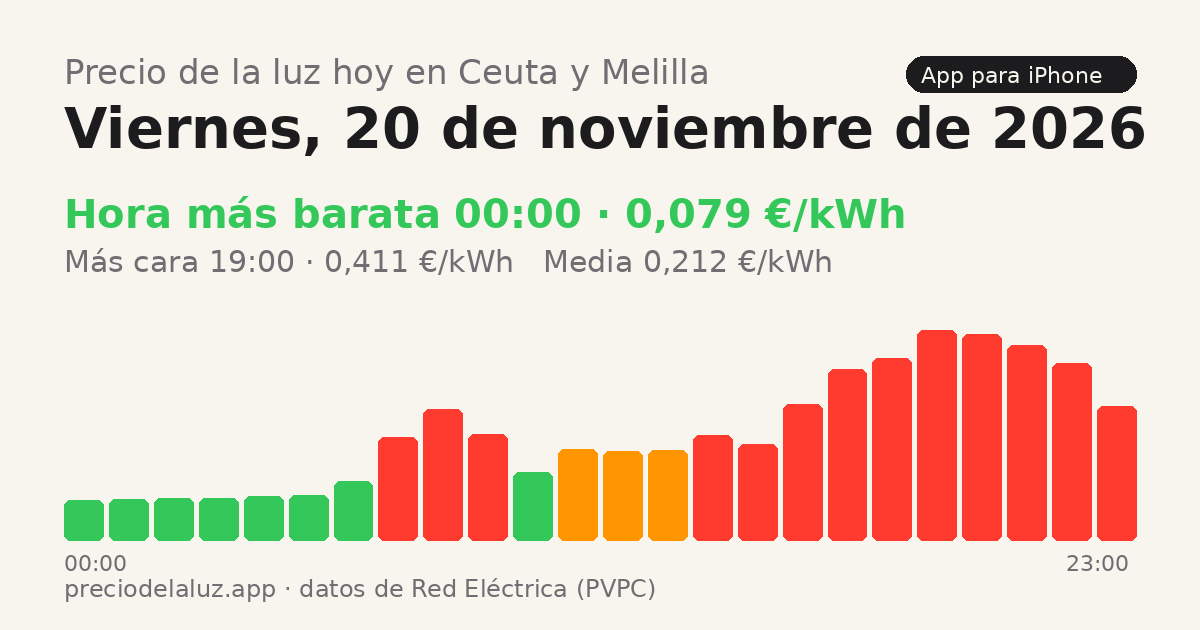 Precio de la luz hoy en Ceuta y Melilla
App para iPhone
Viernes, 20 de noviembre de 2026
Hora más barata 00:00 · 0,079 €/kWh
Más cara 19:00 · 0,411 €/kWh   Media 0,212 €/kWh
00:00
23:00
preciodelaluz.app · datos de Red Eléctrica (PVPC)